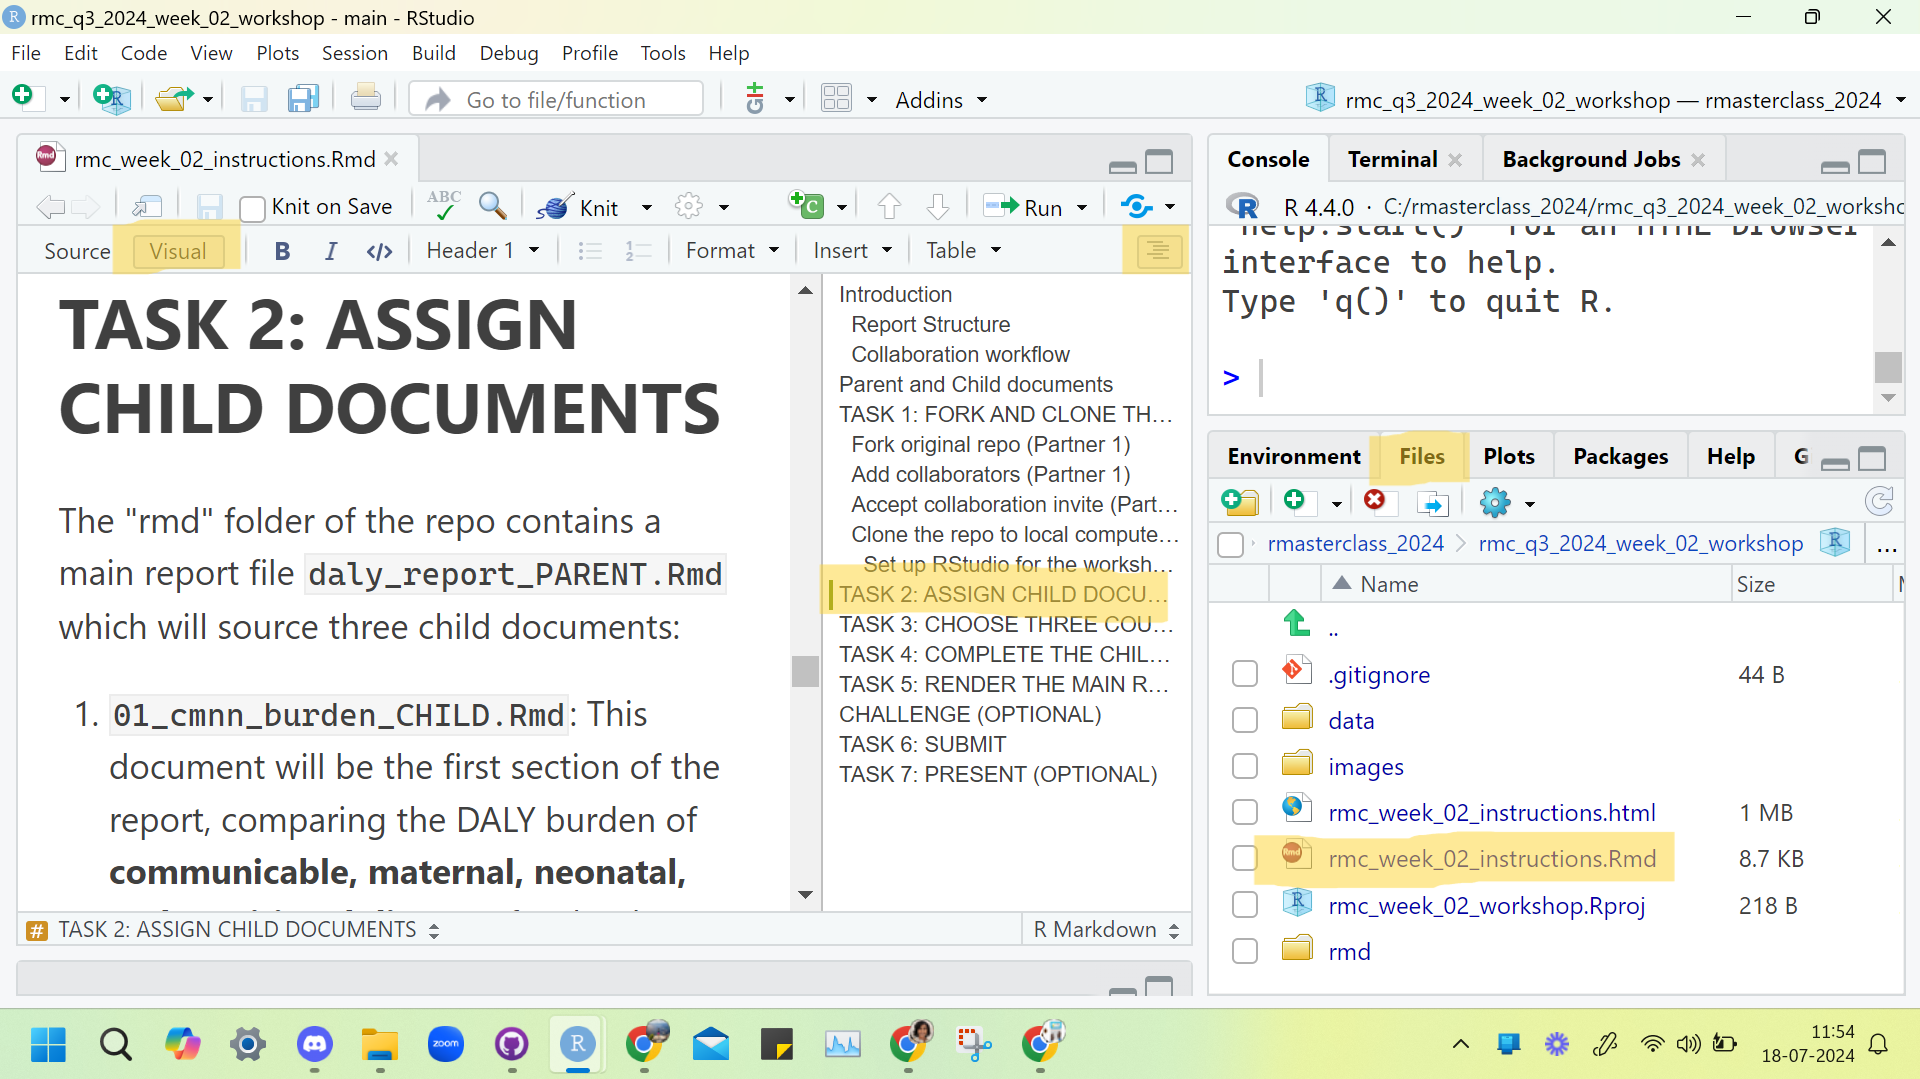 rmc_q3_2024_week_02_workshop - main - RStudio
File Edit Code View Plots Session Build Debug Profile Tools Help
Go to file/function
Addins
rmc_q3_2024_week_02_workshop — rmasterclass_2024
rmc_week_02_instructions.Rmd
Knit on Save
ABC
Knit
Run
Source Visual
B I </>
Header 1
Format
Insert
Table
TASK 2: ASSIGN
CHILD DOCUMENTS
The "rmd" folder of the repo contains a
main report file daly_report_PARENT.Rmd
which will source three child documents:
1. 01_cmnn_burden_CHILD.Rmd: This
document will be the first section of the
report, comparing the DALY burden of
communicable, maternal, neonatal,
Introduction
Report Structure
Collaboration workflow
Parent and Child documents
TASK 1: FORK AND CLONE TH...
Fork original repo (Partner 1)
Add collaborators (Partner 1)
Accept collaboration invite (Part...
Clone the repo to local compute...
Set up RStudio for the worksh...
TASK 2: ASSIGN CHILD DOCU...
TASK 3: CHOOSE THREE COU...
TASK 4: COMPLETE THE CHIL...
TASK 5: RENDER THE MAIN R...
CHALLENGE (OPTIONAL)
TASK 6: SUBMIT
TASK 7: PRESENT (OPTIONAL)
# TASK 2: ASSIGN CHILD DOCUMENTS
R Markdown
Console Terminal Background Jobs
R 4.4.0 · C:/rmasterclass_2024/rmc_q3_2024_week_02_worksho
'help.start()' for an HTML browser
interface to help.
Type 'q()' to quit R.
>
Environment Files Plots Packages Help G
rmasterclass_2024 > rmc_q3_2024_week_02_workshop ...
Name Size
..
.gitignore 44 B
data
images
rmc_week_02_instructions.html 1 MB
rmc_week_02_instructions.Rmd 8.7 KB
rmc_week_02_workshop.Rproj 218 B
rmd
zoom
R
11:54
18-07-2024